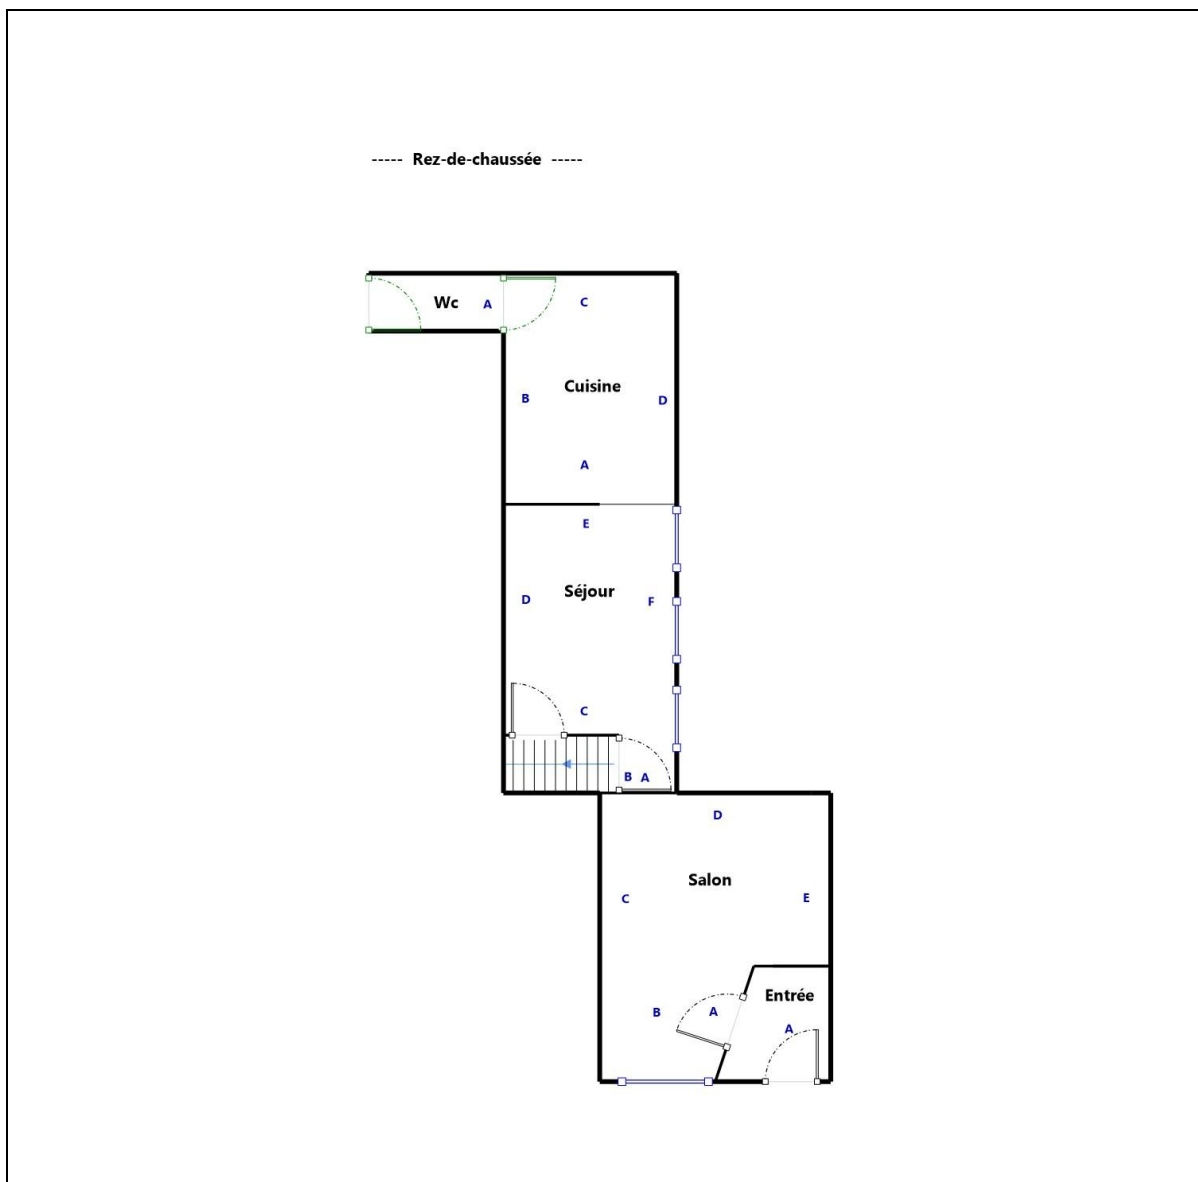 ----- Rez-de-chaussée -----
Wc A C
Cuisine
B D
A
E
Séjour
D F
C
B A
D
Salon
C E
Entrée
B A
A